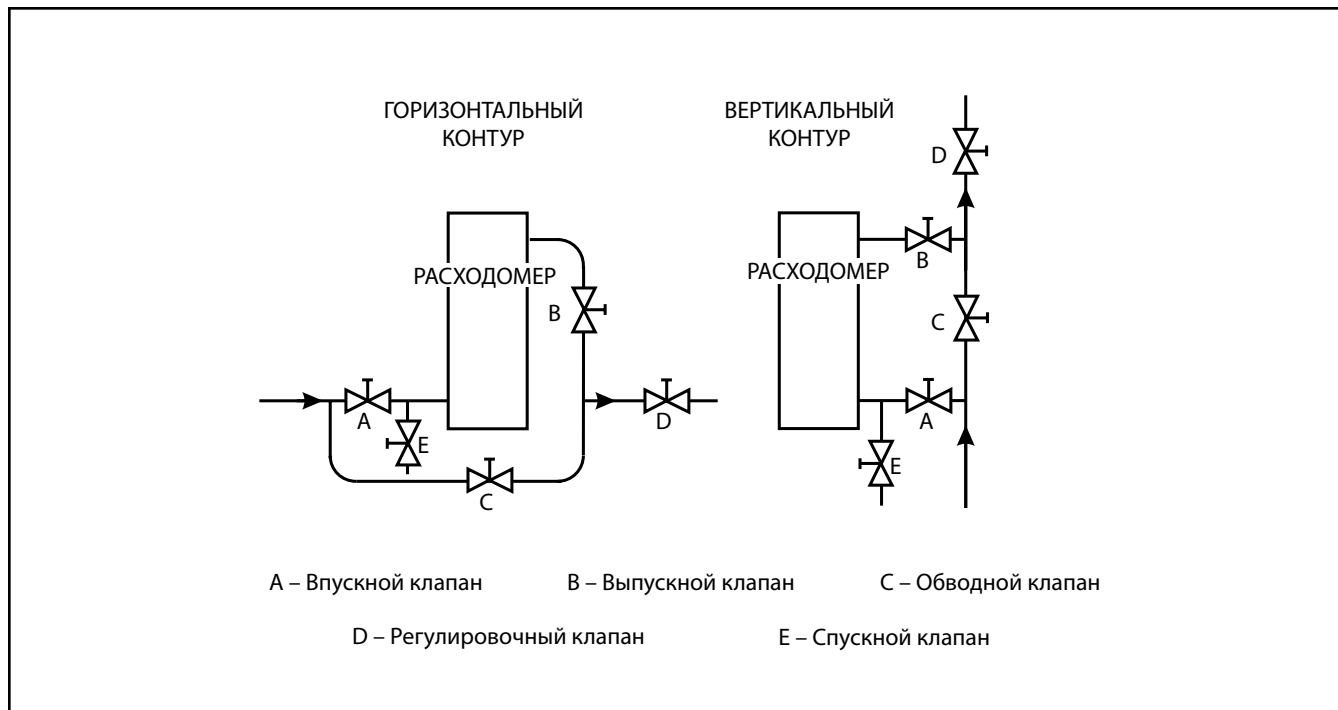 ГОРИЗОНТАЛЬНЫЙ
КОНТУР
РАСХОДОМЕР
B
A
E
D
C
ВЕРТИКАЛЬНЫЙ
КОНТУР
D
B
РАСХОДОМЕР
C
A
E
A – Впускной клапан
B – Выпускной клапан
C – Обводной клапан
D – Регулировочный клапан
E – Спускной клапан